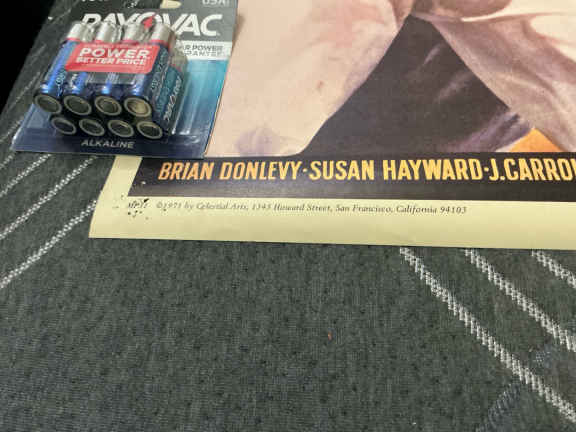 USA
RAYOVAC
POWER
BETTER PRICE
ALKALINE
BRIAN DONLEVY·SUSAN HAYWARD·J.CARRO
©1971 by Celestial Arts, 1345 Howard Street, San Francisco, California 94103